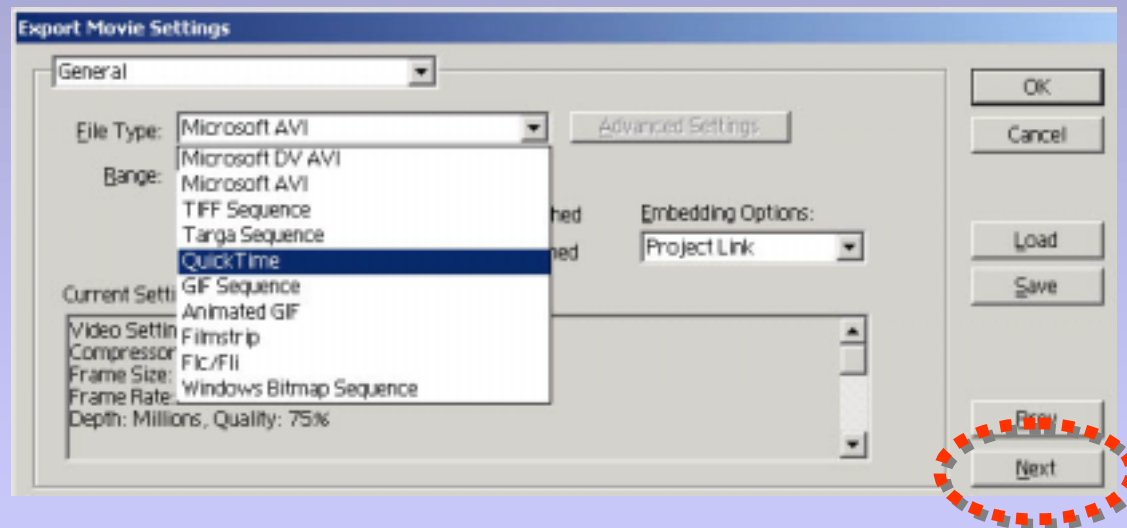 Export Movie Settings
General
OK
File Type: Microsoft AVI
Advanced Settings
Cancel
Range:
Microsoft DV AVI
Microsoft AVI
TIFF Sequence
Targa Sequence
QuickTime
GIF Sequence
Animated GIF
Filmstrip
Flc/Fli
Windows Bitmap Sequence
hed
ned
Embedding Options:
Project Link
Load
Save
Current Setti
Video Settin
Compressor
Frame Size:
Frame Rate:
Depth: Millions, Quality: 75%
Prev
Next